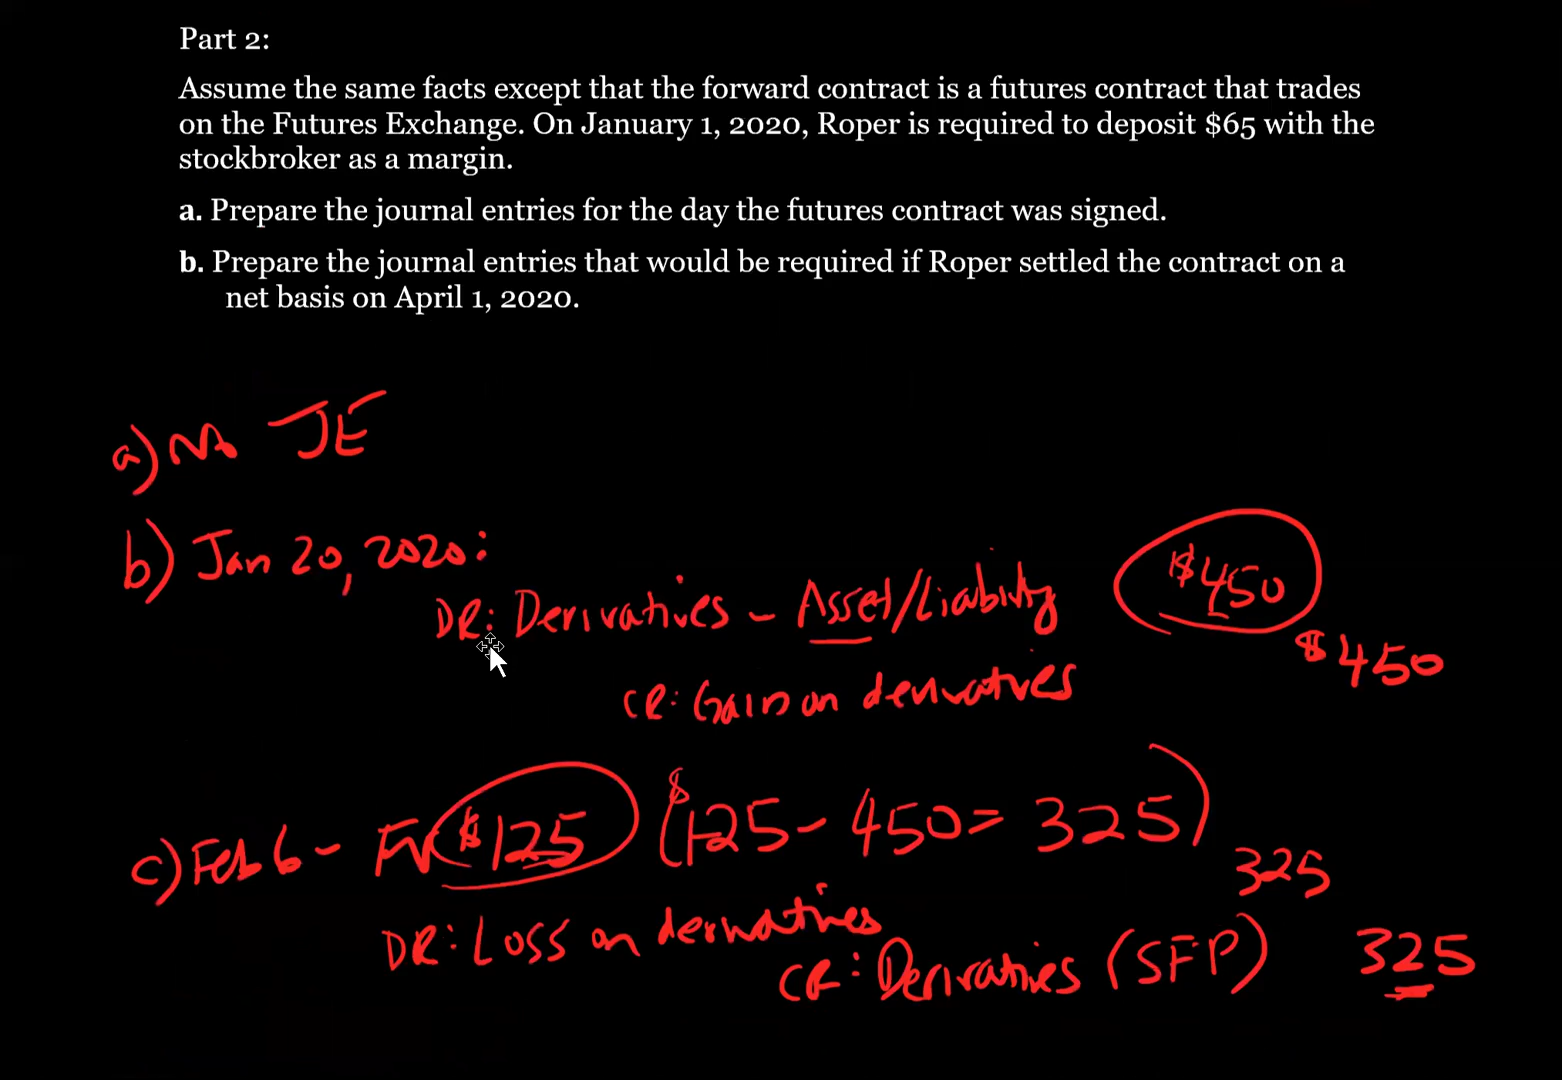 Part 2:
Assume the same facts except that the forward contract is a futures contract that trades
on the Futures Exchange. On January 1, 2020, Roper is required to deposit $65 with the
stockbroker as a margin.
a. Prepare the journal entries for the day the futures contract was signed.
b. Prepare the journal entries that would be required if Roper settled the contract on a
net basis on April 1, 2020.
a) No JE
b) Jan 20, 2020:
DR: Derivatives - Asset/Liability $450
CR: Gain on derivatives $450
c) Feb 6 - FV $125 ($125 - 450 = 325)
DR: Loss on derivatives 325
CR: Derivatives (SFP) 325